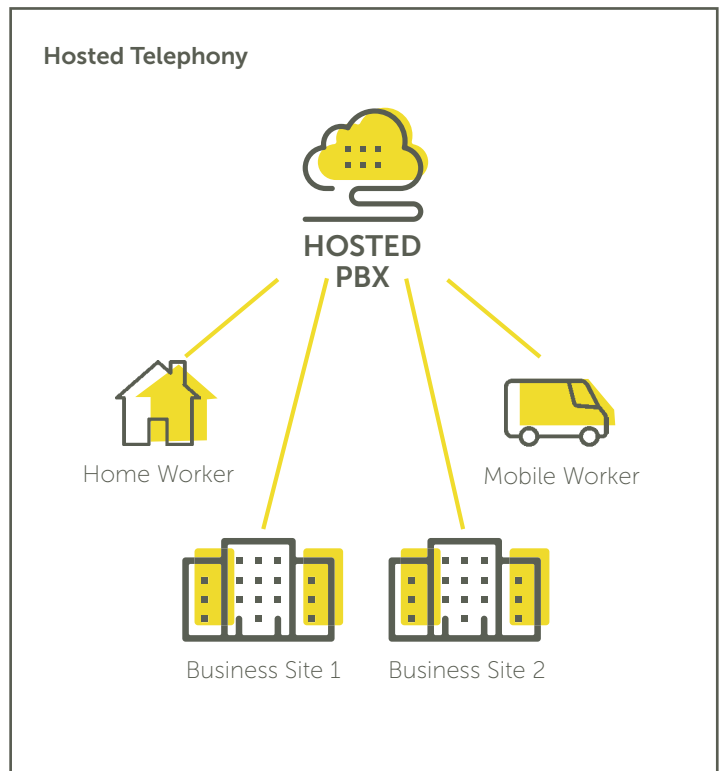 Hosted Telephony
HOSTED
PBX
Home Worker
Mobile Worker
Business Site 1
Business Site 2